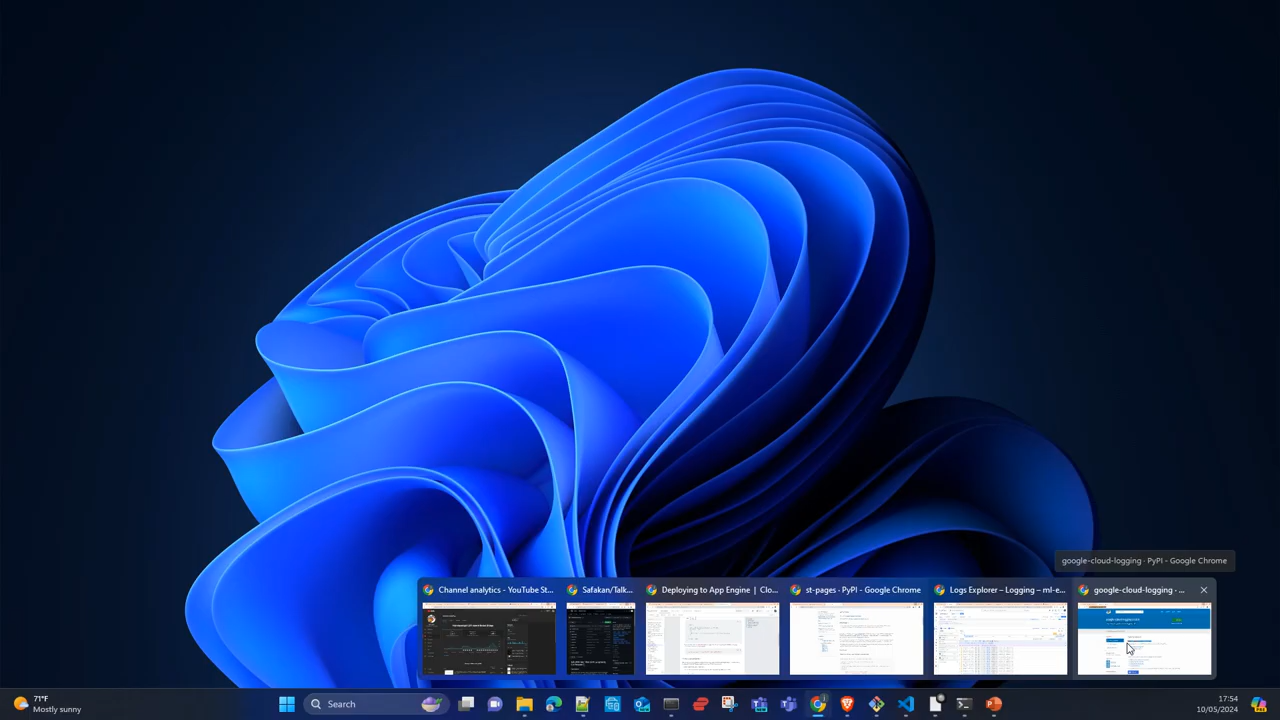 google-cloud-logging · PyPI - Google Chrome
Channel analytics - YouTube St...
Safakan/Talk...
Deploying to App Engine | Clo...
st-pages · PyPI - Google Chrome
Logs Explorer – Logging – ml-e...
google-cloud-logging · ...
71°F
Mostly sunny
Search
17:54
10/05/2024